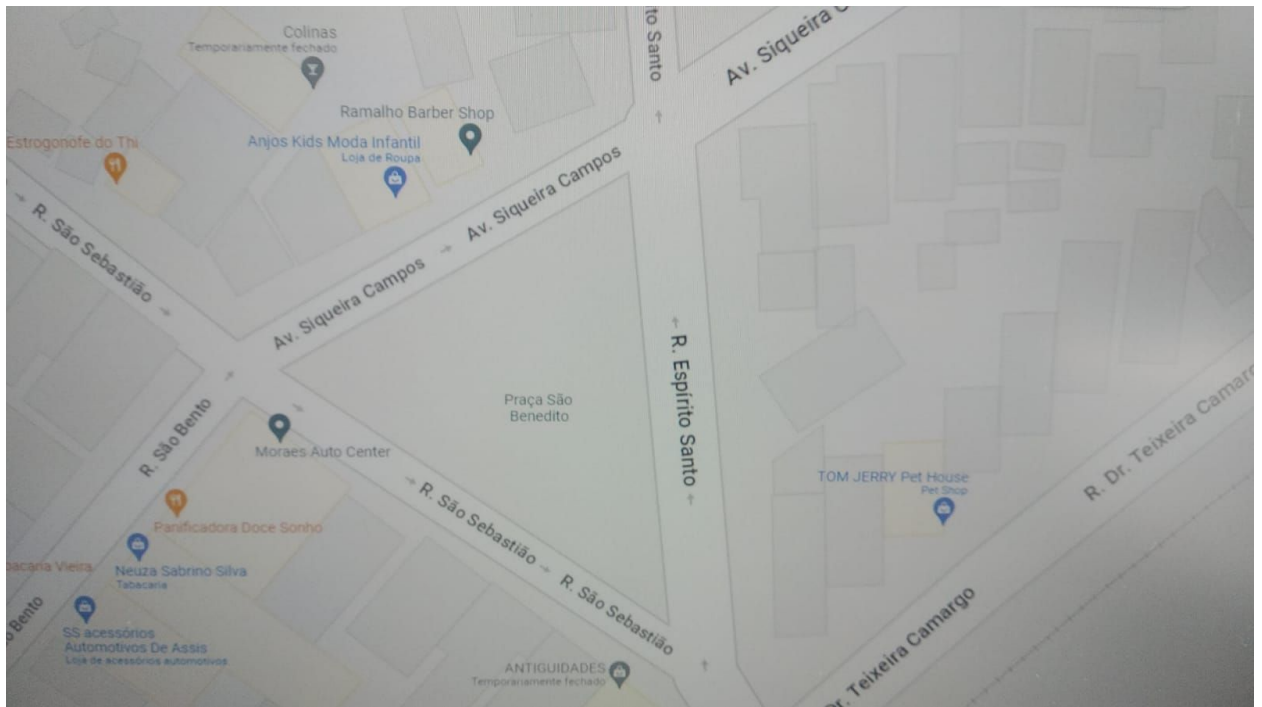 Colinas
Temporariamente fechado
to Santo
Av. Siqueira C
Ramalho Barber Shop
Estrogonofe do Thi
Anjos Kids Moda Infantil
Loja de Roupa
Av. Siqueira Campos
R. São Sebastião
Av. Siqueira Campos
R. Espírito Santo
Praça São
Benedito
R. São Bento
Moraes Auto Center
R. Dr. Teixeira Camarg
TOM JERRY Pet House
Pet Shop
R. São Sebastião
Panificadora Doce Sonho
bacaria Vieira
Neuza Sabrino Silva
Tabacaria
R. São Sebastião
o Bento
SS acessórios
Automotivos De Assis
Loja de acessórios automotivos
Dr. Teixeira Camargo
ANTIGUIDADES
Temporariamente fechado